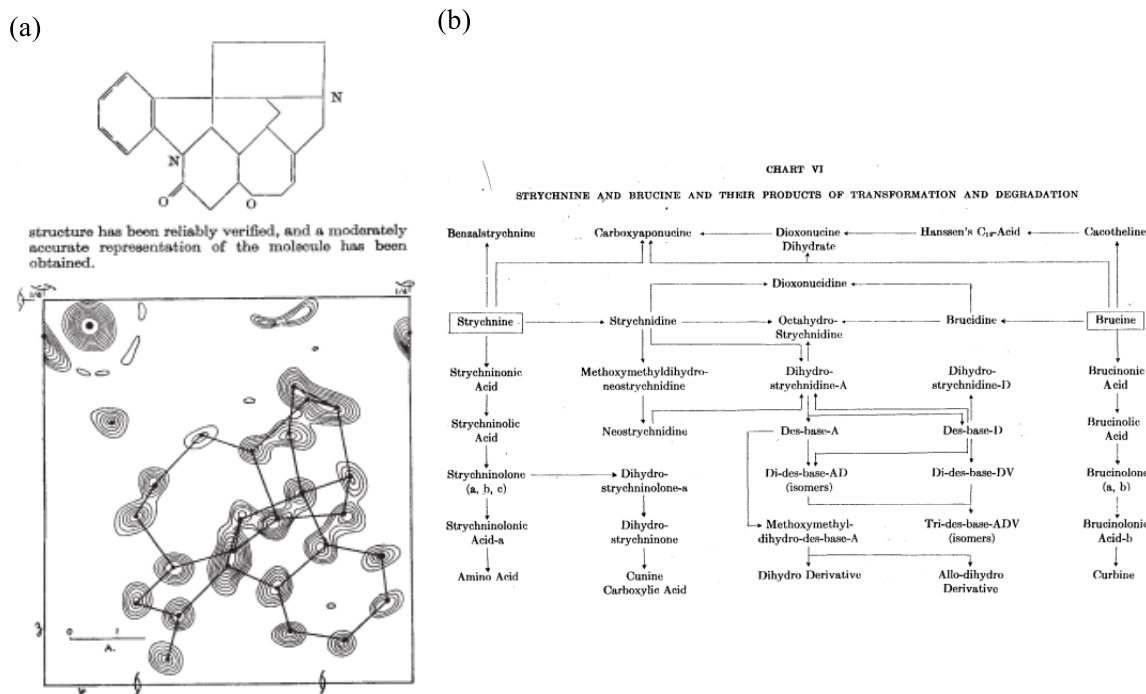 (a)
N
N
O
O
structure has been reliably verified, and a moderately
accurate representation of the molecule has been
obtained.
0 1
A.
(b)
CHART VI
STRYCHNINE AND BRUCINE AND THEIR PRODUCTS OF TRANSFORMATION AND DEGRADATION
Benzalstrychnine
Carboxyaponucine
Dioxonucine
Dihydrate
Hanssen's C₁₉-Acid
Cacotheline
Dioxonucidine
Strychnine
Strychnidine
Octahydro-
Strychnidine
Brucidine
Brucine
Strychninonic
Acid
Methoxymethyldihydro-
neostrychnidine
Dihydro-
strychnidine-A
Dihydro-
strychnidine-D
Brucinonic
Acid
Strychninolic
Acid
Neostrychnidine
Des-base-A
Des-base-D
Brucinolic
Acid
Strychninolone
(a, b, c)
Dihydro-
strychninolone-a
Di-des-base-AD
(isomers)
Di-des-base-DV
Brucinolone
(a, b)
Strychninolonic
Acid-a
Dihydro-
strychninone
Methoxymethyl-
dihydro-des-base-A
Tri-des-base-ADV
(isomers)
Brucinolonic
Acid-b
Amino Acid
Cunine
Carboxylic Acid
Dihydro Derivative
Allo-dihydro
Derivative
Curbine